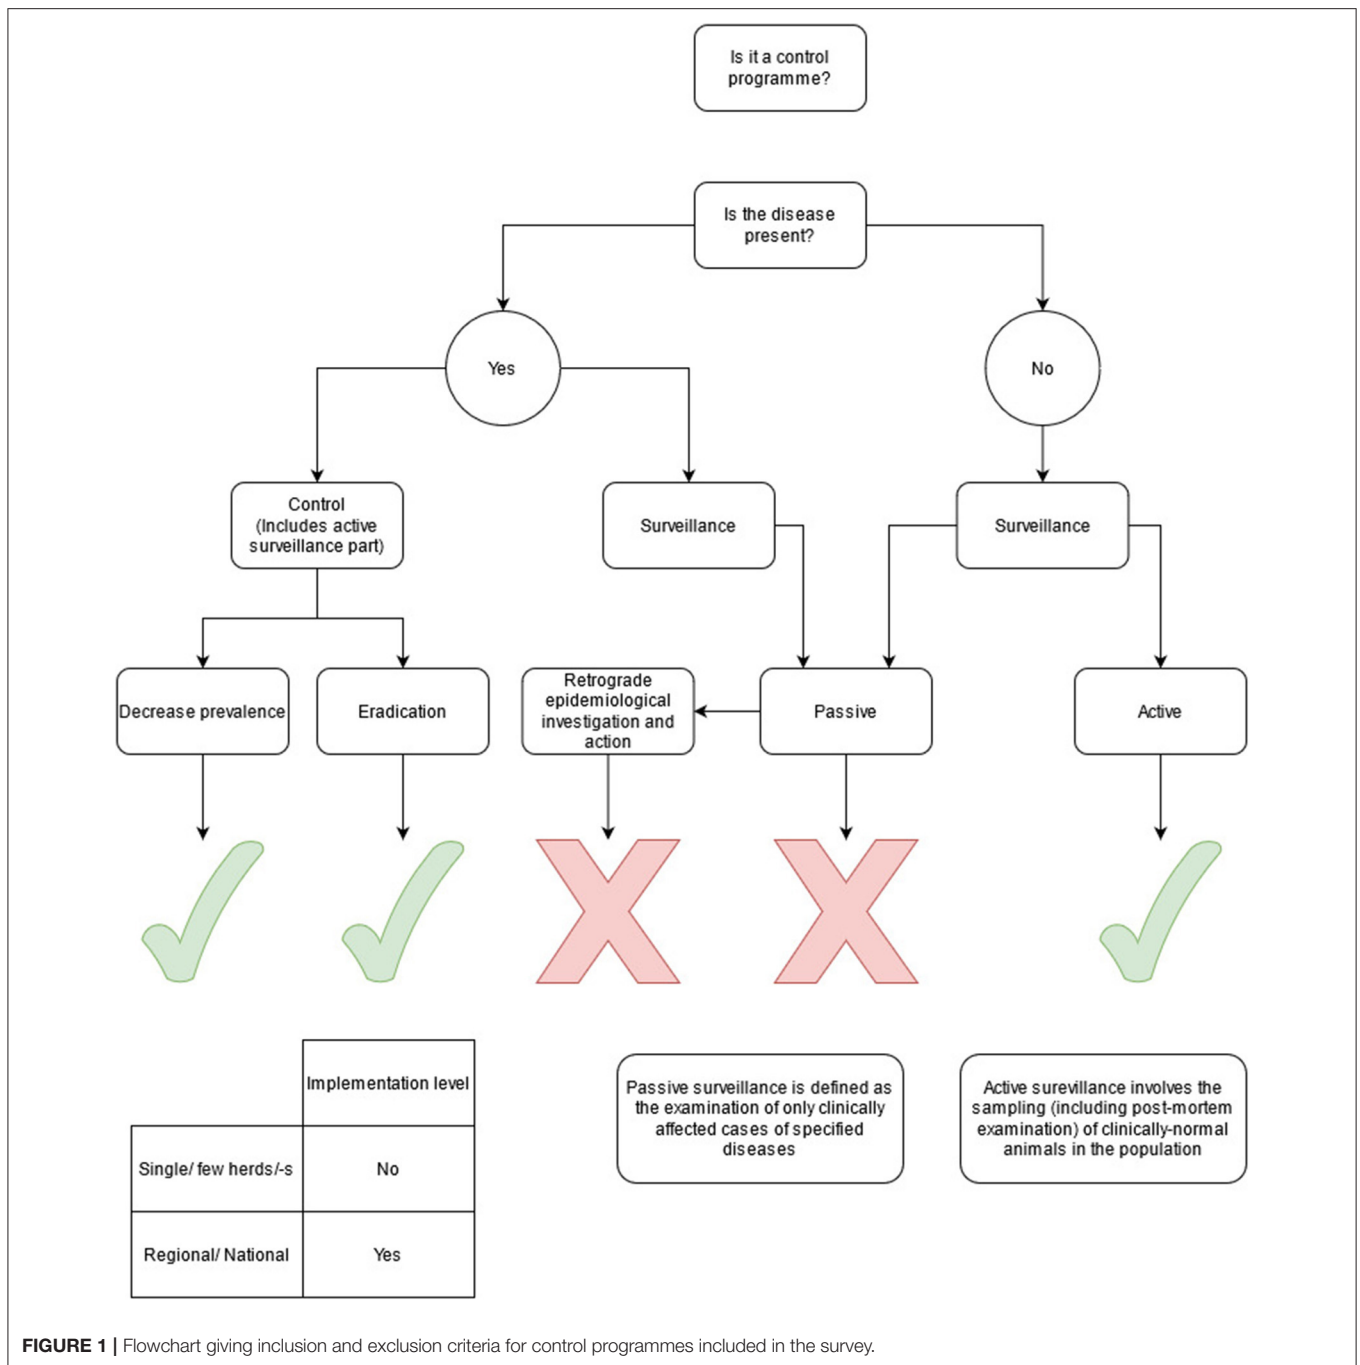 Is it a control
programme?
Is the disease
present?
Yes
No
Control
(Includes active
surveillance part)
Surveillance
Surveillance
Decrease prevalence
Eradication
Retrograde
epidemiological
investigation and
action
Passive
Active
Implementation level
Single/ few herds/-s
No
Regional/ National
Yes
Passive surveillance is defined as
the examination of only clinically
affected cases of specified
diseases
Active surevillance involves the
sampling (including post-mortem
examination) of clinically-normal
animals in the population
FIGURE 1 | Flowchart giving inclusion and exclusion criteria for control programmes included in the survey.